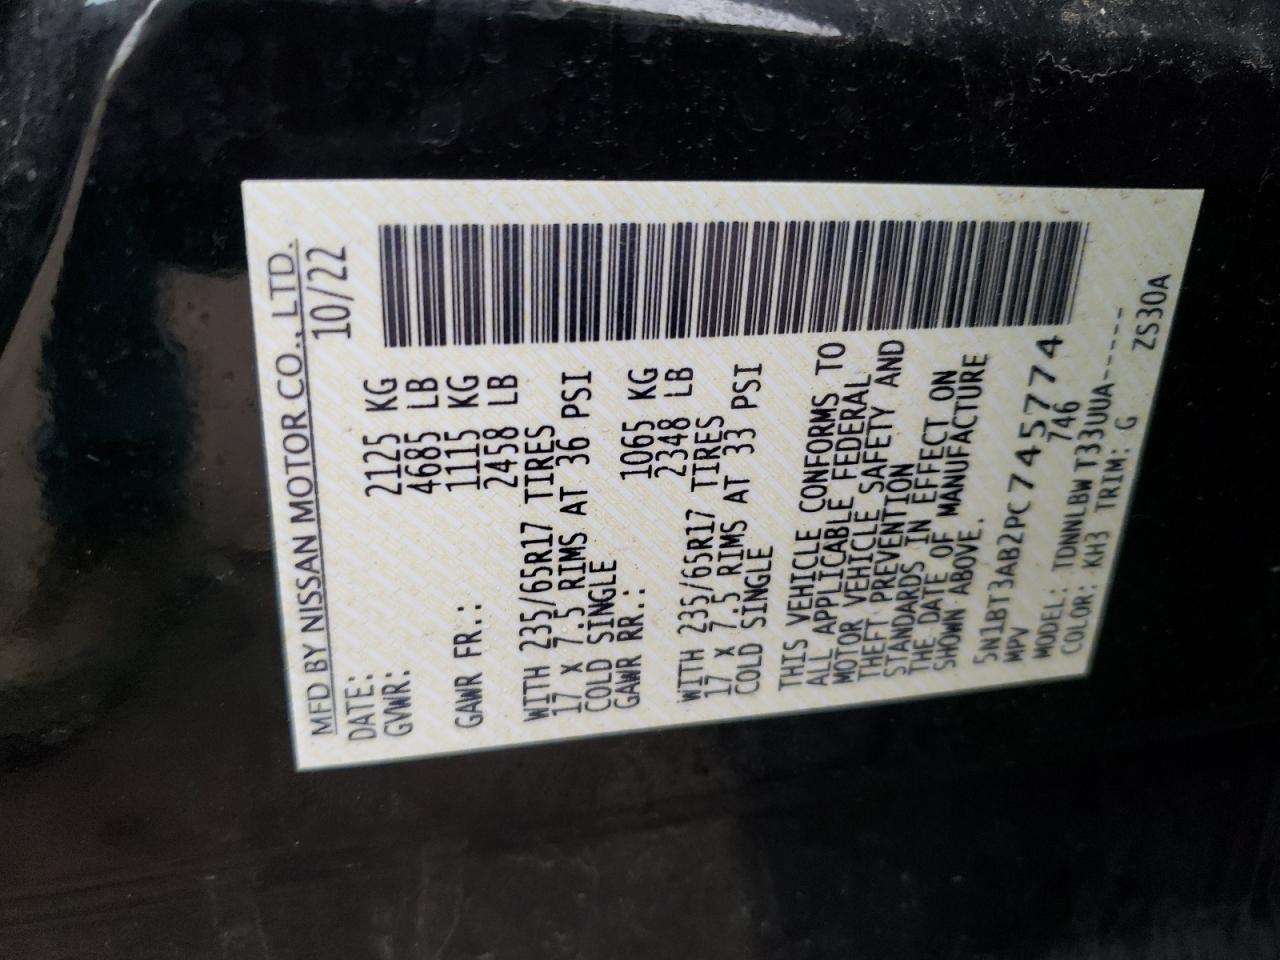 MFD BY NISSAN MOTOR CO., LTD.
DATE: 10/22
GVWR: 2125 KG
4685 LB
GAWR FR.: 1115 KG
2458 LB
WITH 235/65R17 TIRES
17 X 7.5 RIMS AT 36 PSI
COLD SINGLE
GAWR RR.: 1065 KG
2348 LB
WITH 235/65R17 TIRES
17 X 7.5 RIMS AT 33 PSI
COLD SINGLE
THIS VEHICLE CONFORMS TO
ALL APPLICABLE FEDERAL
MOTOR VEHICLE SAFETY AND
THEFT PREVENTION
STANDARDS IN EFFECT ON
THE DATE OF MANUFACTURE
SHOWN ABOVE.
5N1BT3AB2PC745774
MPV 746
MODEL: TDNNLBWT33UUA------
COLOR: KH3 TRIM: G ZS30A